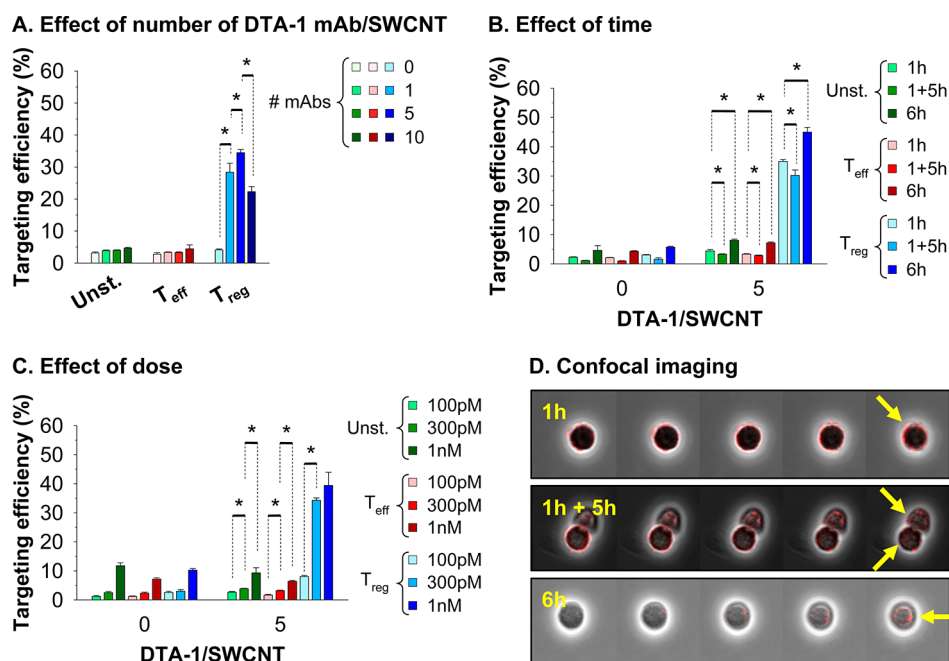 A. Effect of number of DTA-1 mAb/SWCNT
Targeting efficiency (%)
60
50
40
30
20
10
0
Unst.
Teff
Treg
*
*
*
# mAbs
0
1
5
10
B. Effect of time
Targeting efficiency (%)
60
50
40
30
20
10
0
*
*
*
*
*
*
0
5
DTA-1/SWCNT
Unst.
1h
1+5h
6h
Teff
1h
1+5h
6h
Treg
1h
1+5h
6h
C. Effect of dose
Targeting efficiency (%)
60
50
40
30
20
10
0
*
*
*
*
*
0
5
DTA-1/SWCNT
Unst.
100pM
300pM
1nM
Teff
100pM
300pM
1nM
Treg
100pM
300pM
1nM
D. Confocal imaging
1h
1h + 5h
6h